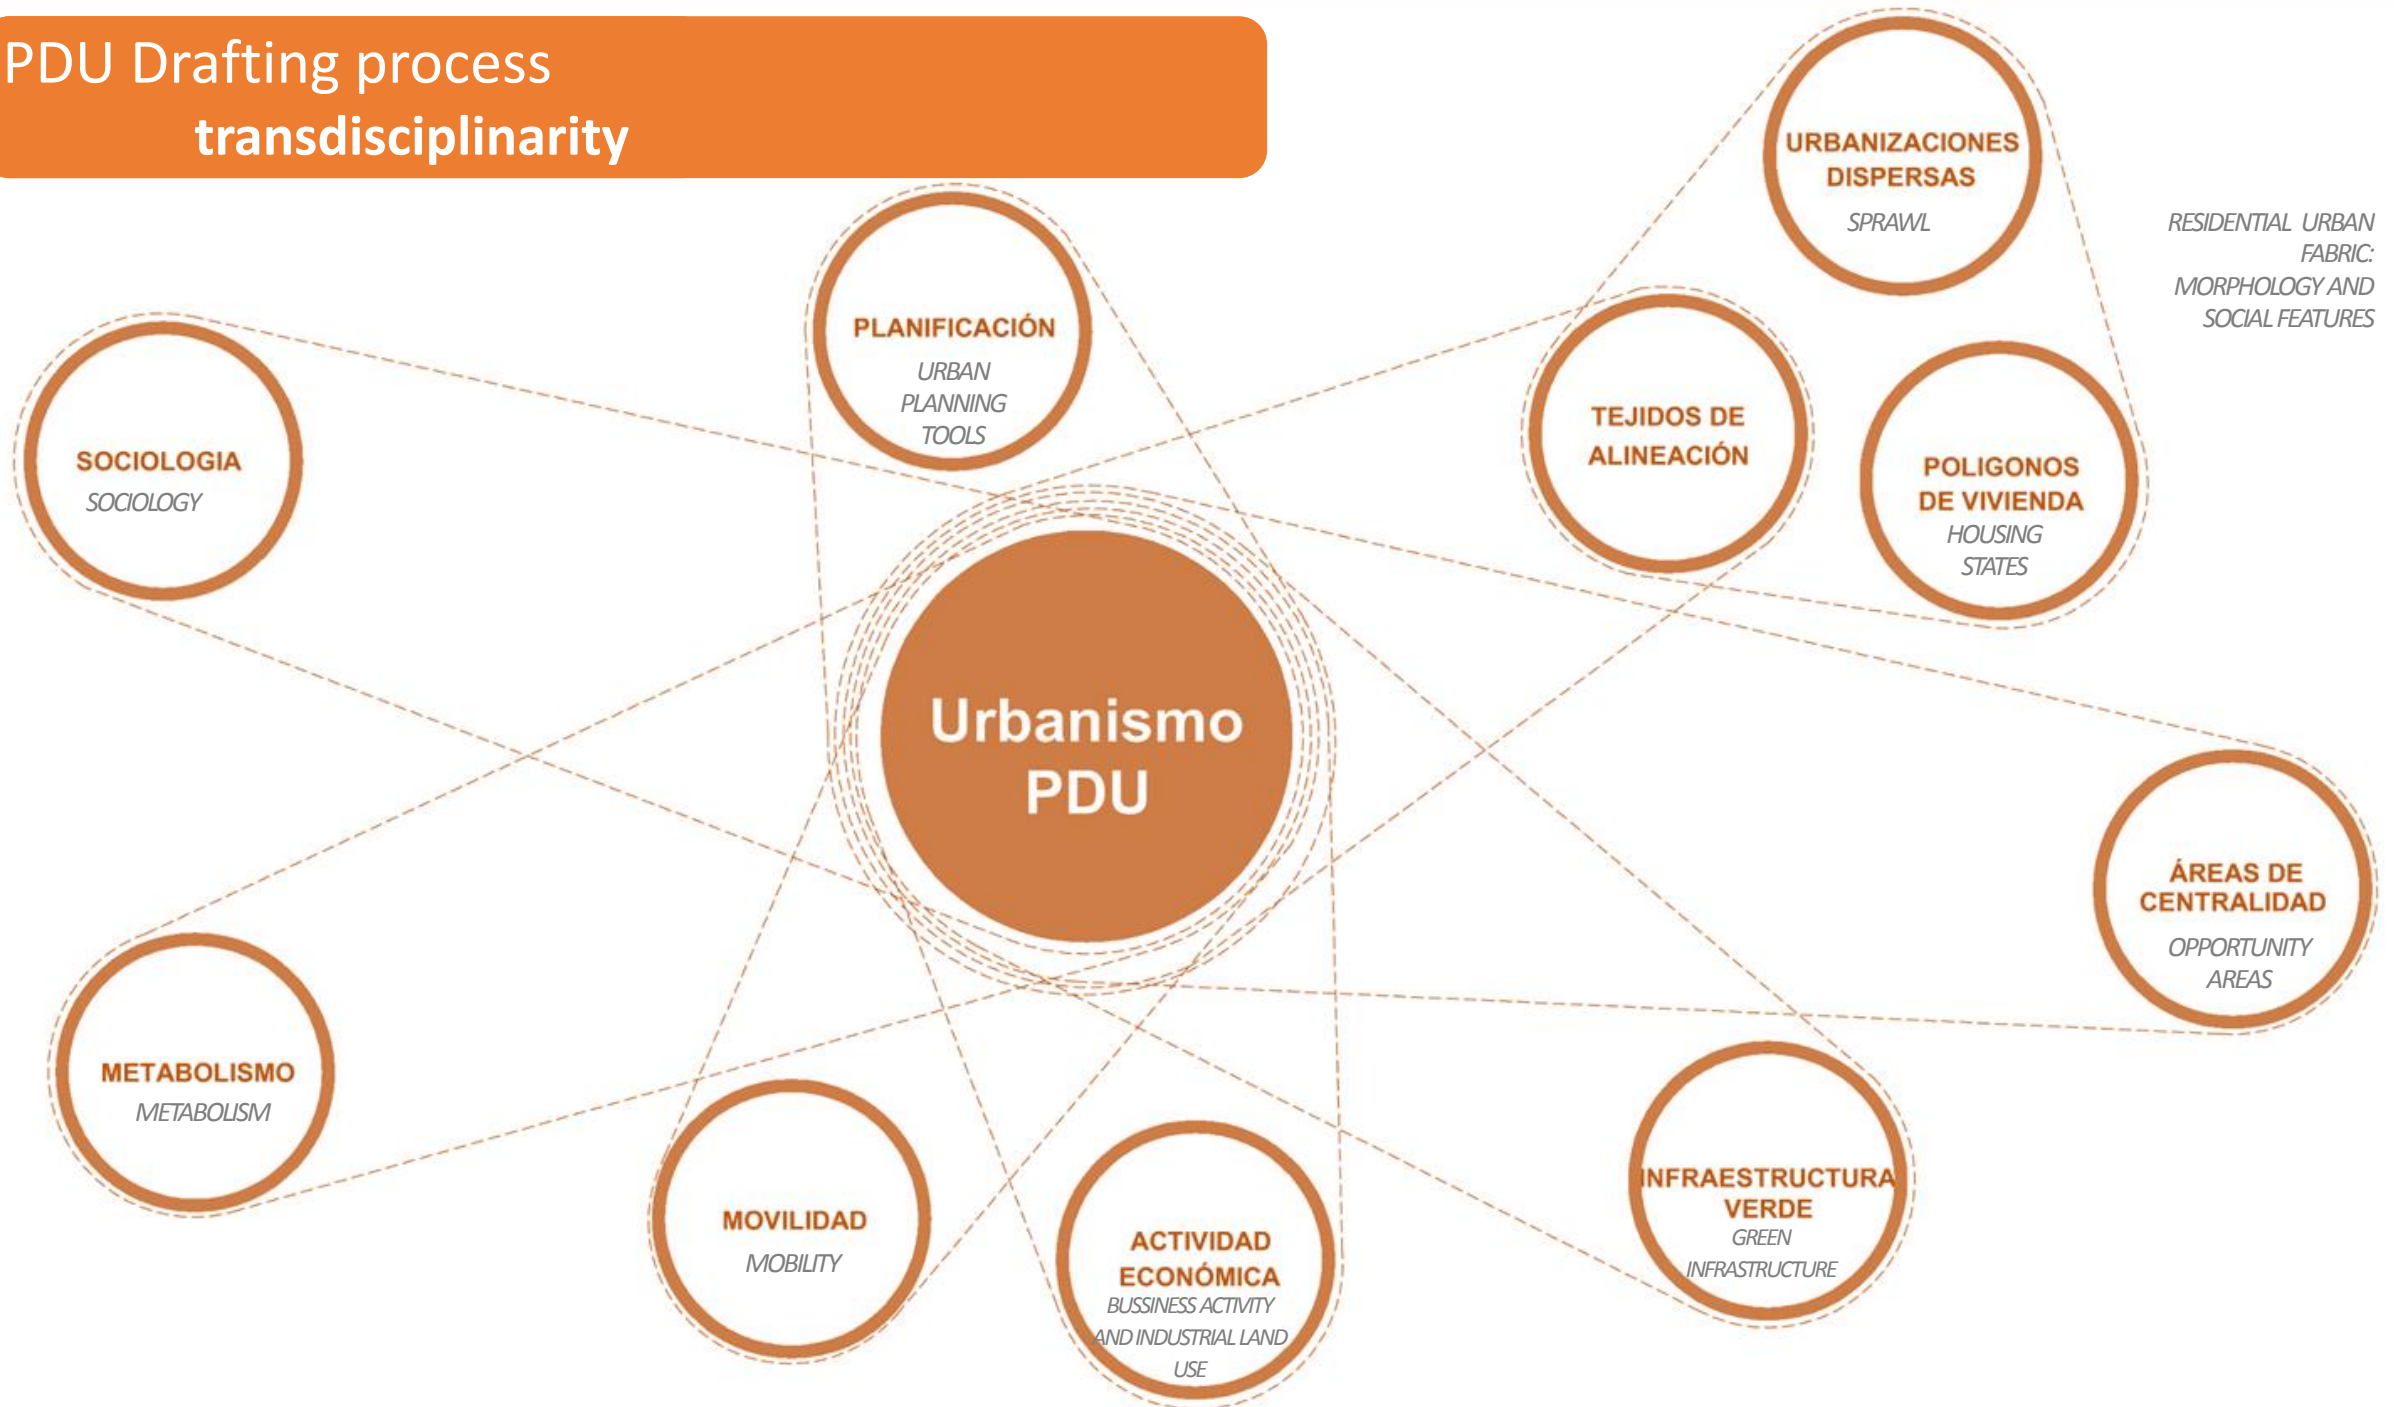 PDU Drafting process
transdisciplinarity
URBANIZACIONES
DISPERSAS
SPRAWL
RESIDENTIAL URBAN
FABRIC:
MORPHOLOGY AND
SOCIAL FEATURES
PLANIFICACIÓN
URBAN
PLANNING
TOOLS
TEJIDOS DE
ALINEACIÓN
POLIGONOS
DE VIVIENDA
HOUSING
STATES
SOCIOLOGIA
SOCIOLOGY
Urbanismo
PDU
ÁREAS DE
CENTRALIDAD
OPPORTUNITY
AREAS
METABOLISMO
METABOLISM
MOVILIDAD
MOBILITY
ACTIVIDAD
ECONÓMICA
BUSSINESS ACTIVITY
AND INDUSTRIAL LAND
USE
INFRAESTRUCTURA
VERDE
GREEN
INFRASTRUCTURE